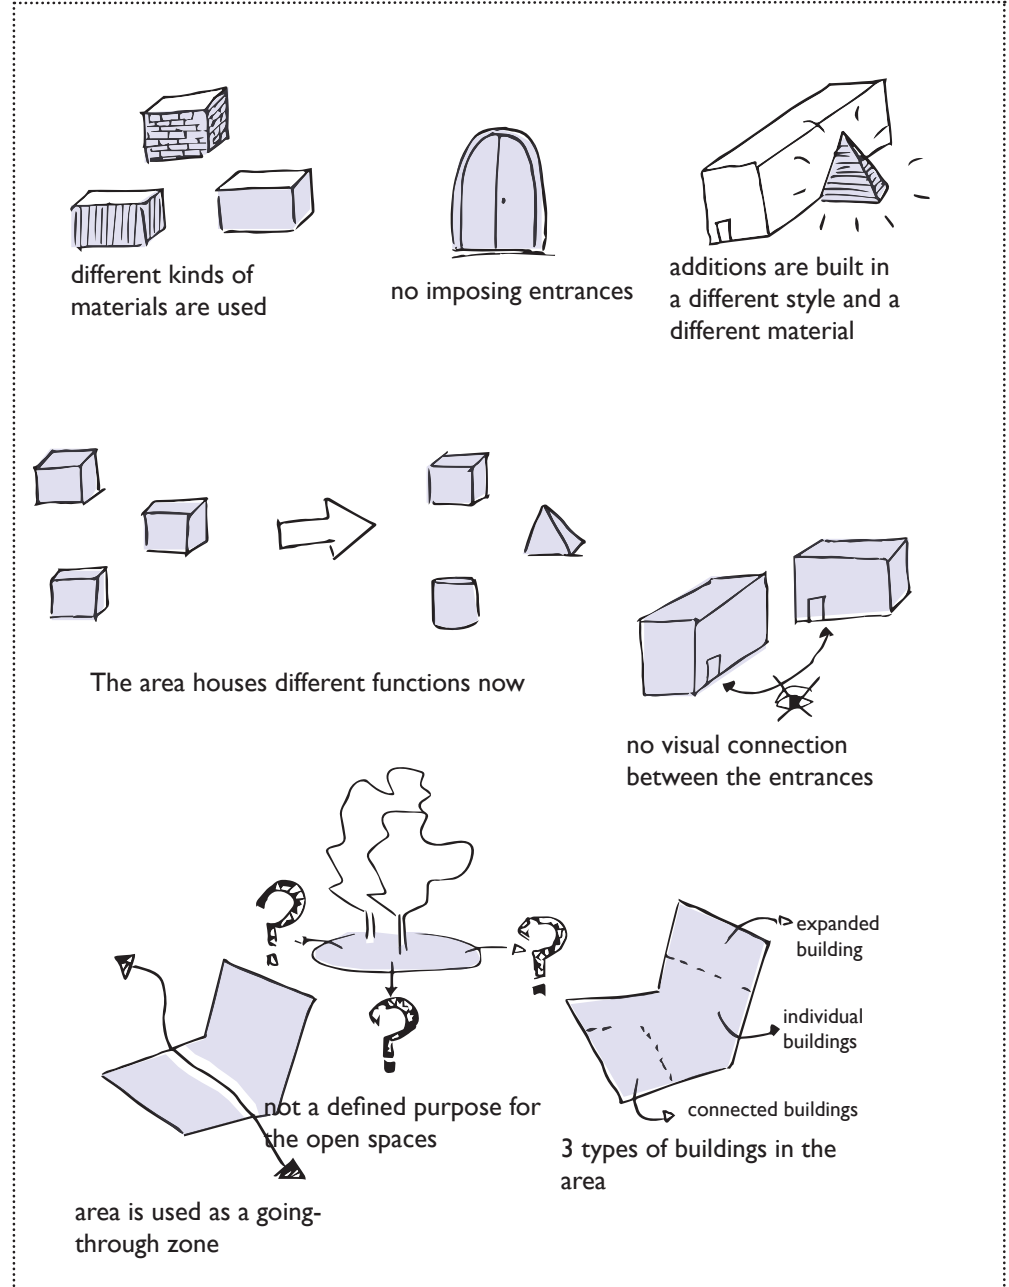 different kinds of
materials are used
no imposing entrances
additions are built in
a different style and a
different material
The area houses different functions now
no visual connection
between the entrances
not a defined purpose for
the open spaces
expanded
building
individual
buildings
connected buildings
3 types of buildings in the
area
area is used as a going-
through zone